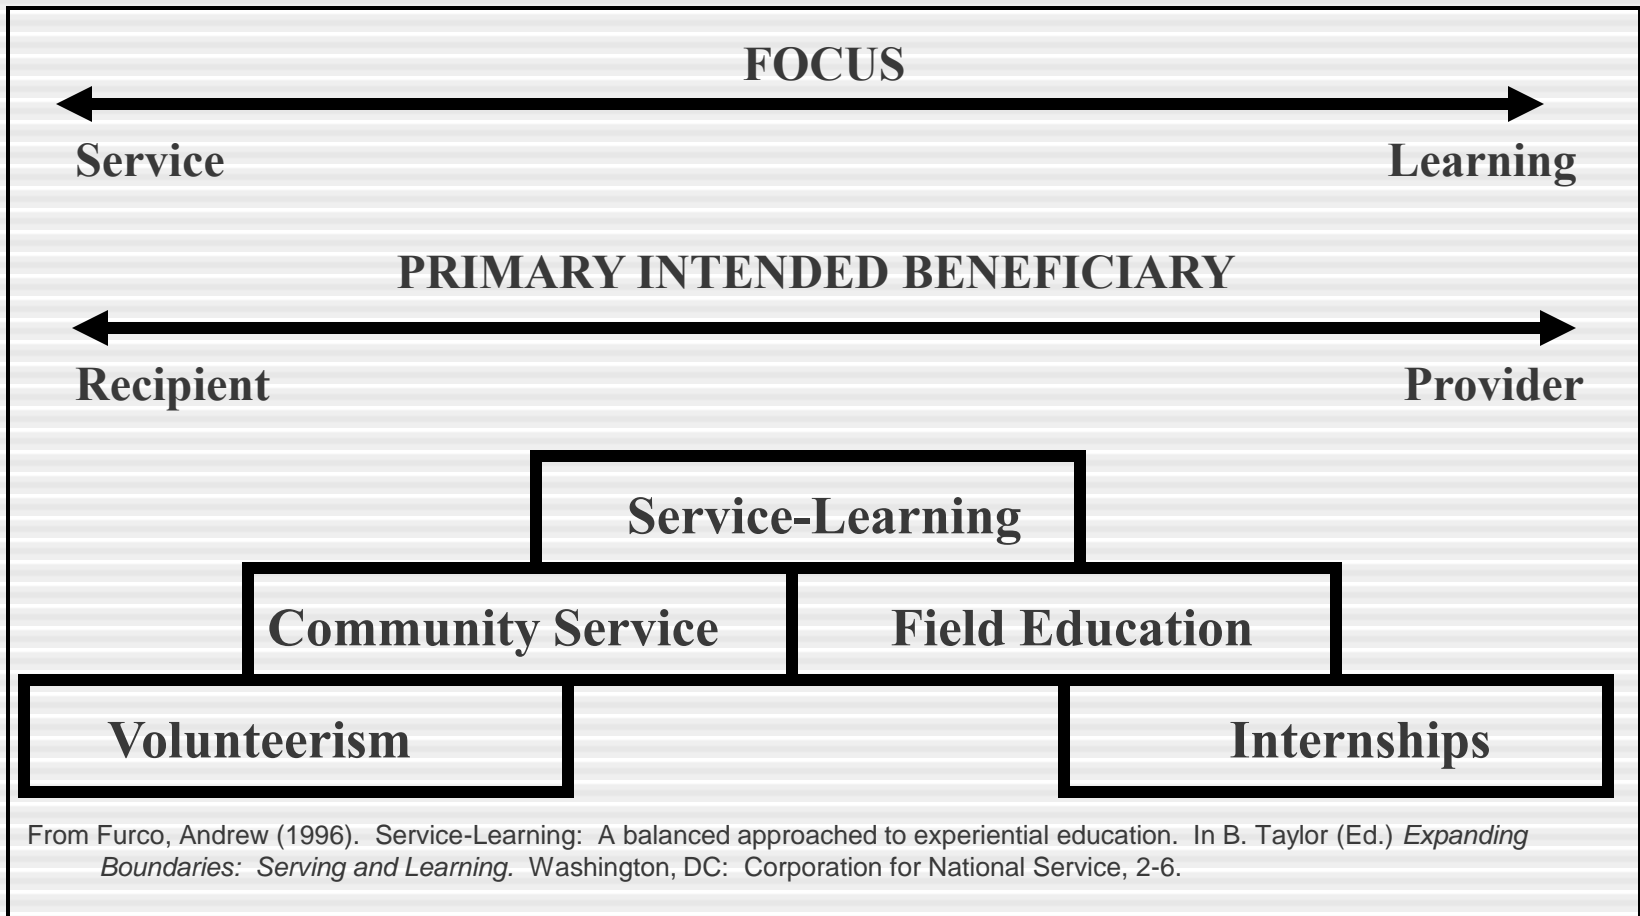 FOCUS
Service Learning
PRIMARY INTENDED BENEFICIARY
Recipient Provider
Service-Learning
Community Service Field Education
Volunteerism Internships
From Furco, Andrew (1996). Service-Learning: A balanced approached to experiential education. In B. Taylor (Ed.) Expanding
Boundaries: Serving and Learning. Washington, DC: Corporation for National Service, 2-6.